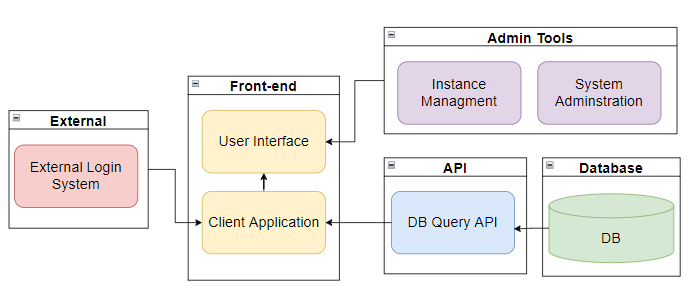 Admin Tools
Instance
Managment
System
Adminstration
Front-end
User Interface
Client Application
External
External Login
System
API
DB Query API
Database
DB